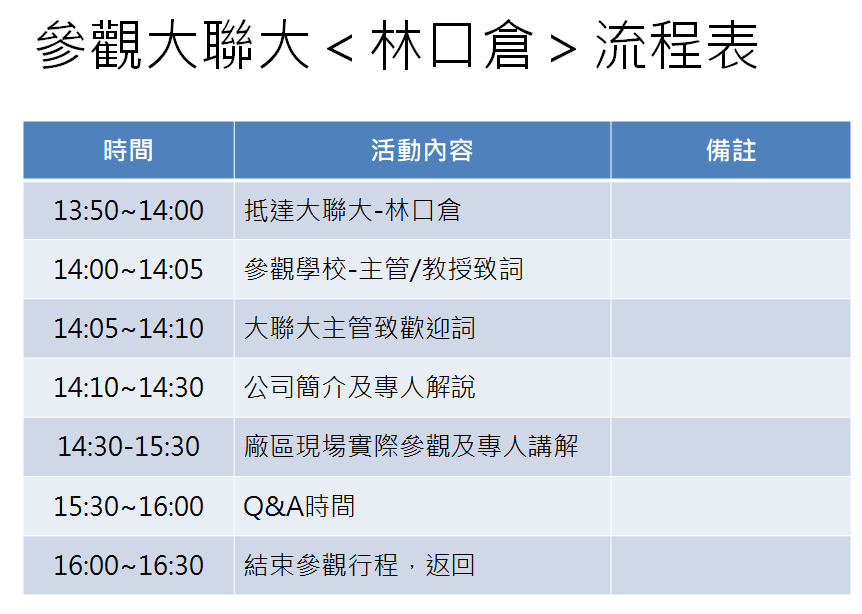 參觀大聯大＜林口倉＞流程表
時間 活動內容 備註
13:50~14:00 抵達大聯大-林口倉
14:00~14:05 參觀學校-主管/教授致詞
14:05~14:10 大聯大主管致歡迎詞
14:10~14:30 公司簡介及專人解說
14:30-15:30 廠區現場實際參觀及專人講解
15:30~16:00 Q&A時間
16:00~16:30 結束參觀行程，返回